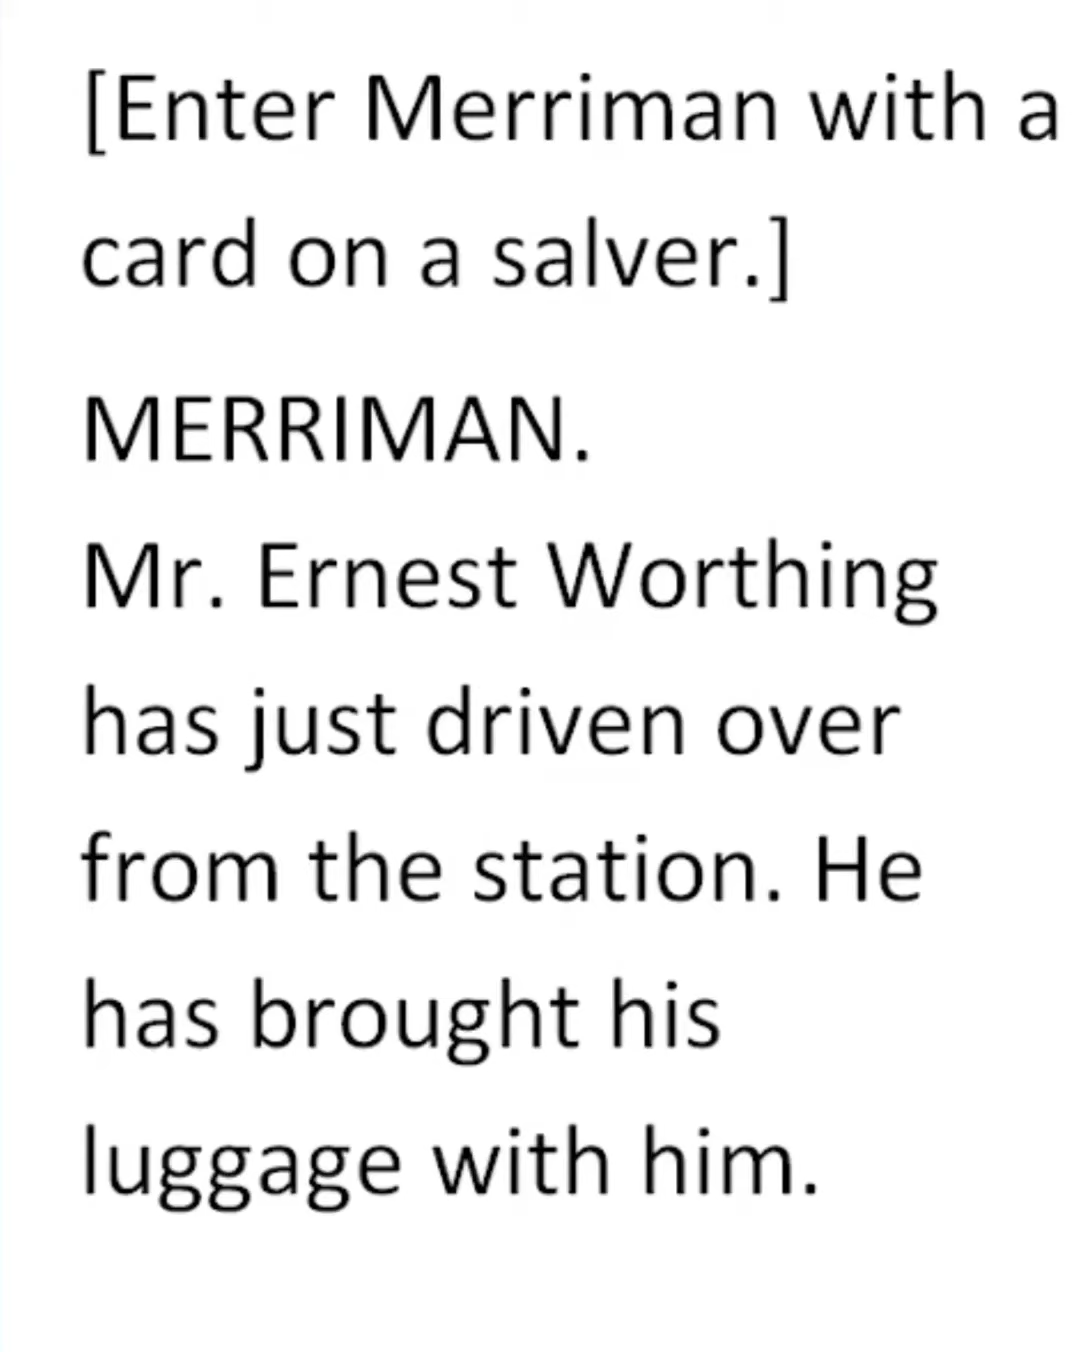 [Enter Merriman with a
card on a salver.]
MERRIMAN.
Mr. Ernest Worthing
has just driven over
from the station. He
has brought his
luggage with him.